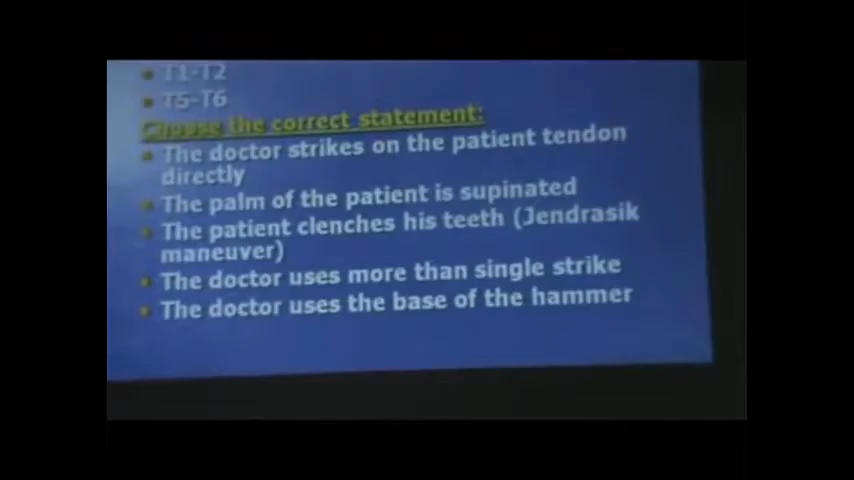 T1-T2
T5-T6
Choose the correct statement:
The doctor strikes on the patient tendon
directly
The palm of the patient is supinated
The patient clenches his teeth (Jendrasik
maneuver)
The doctor uses more than single strike
The doctor uses the base of the hammer